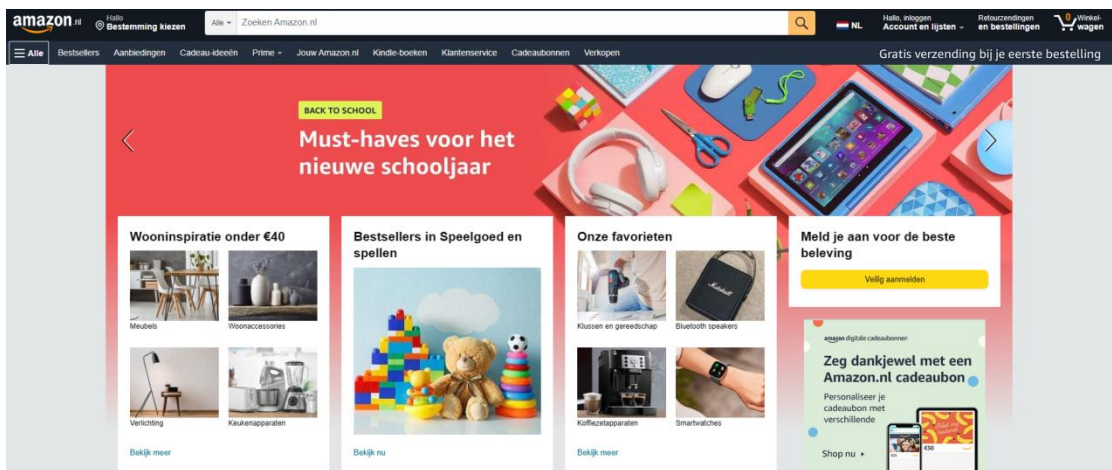 amazon.nl
Hallo
Bestemming kiezen
Alle
Zoeken Amazon.nl
NL
Hallo, inloggen
Account en lijsten
Retourzendingen
en bestellingen
0
Winkel-
wagen
Alle
Bestsellers
Aanbiedingen
Cadeau-ideeën
Prime
Jouw Amazon.nl
Kindle-boeken
Klantenservice
Cadeaubonnen
Verkopen
Gratis verzending bij je eerste bestelling
BACK TO SCHOOL
Must-haves voor het
nieuwe schooljaar
Wooninspiratie onder €40
Meubels
Woonaccessories
Verlichting
Keukenapparaten
Bekijk meer
Bestsellers in Speelgoed en
spellen
Bekijk nu
Onze favorieten
Marshall
Klussen en gereedschap
Bluetooth speakers
Koffiezetapparaten
Smartwatches
Bekijk meer
Meld je aan voor de beste
beleving
Veilig aanmelden
amazon digitale cadeaubonnen
Zeg dankjewel met een
Amazon.nl cadeaubon
Personaliseer je
cadeaubon met
verschillende
€50
Shop nu